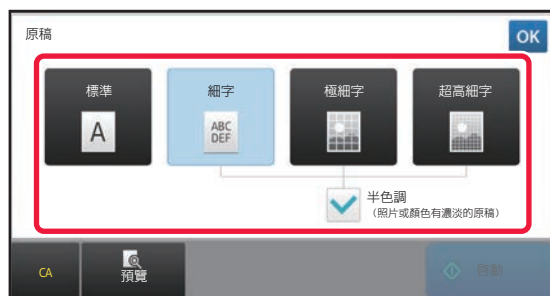 原稿
OK
標準
細字
極細字
超高細字
A
ABC
DEF
半色調
（照片或顏色有濃淡的原稿）
CA
預覽
啟動